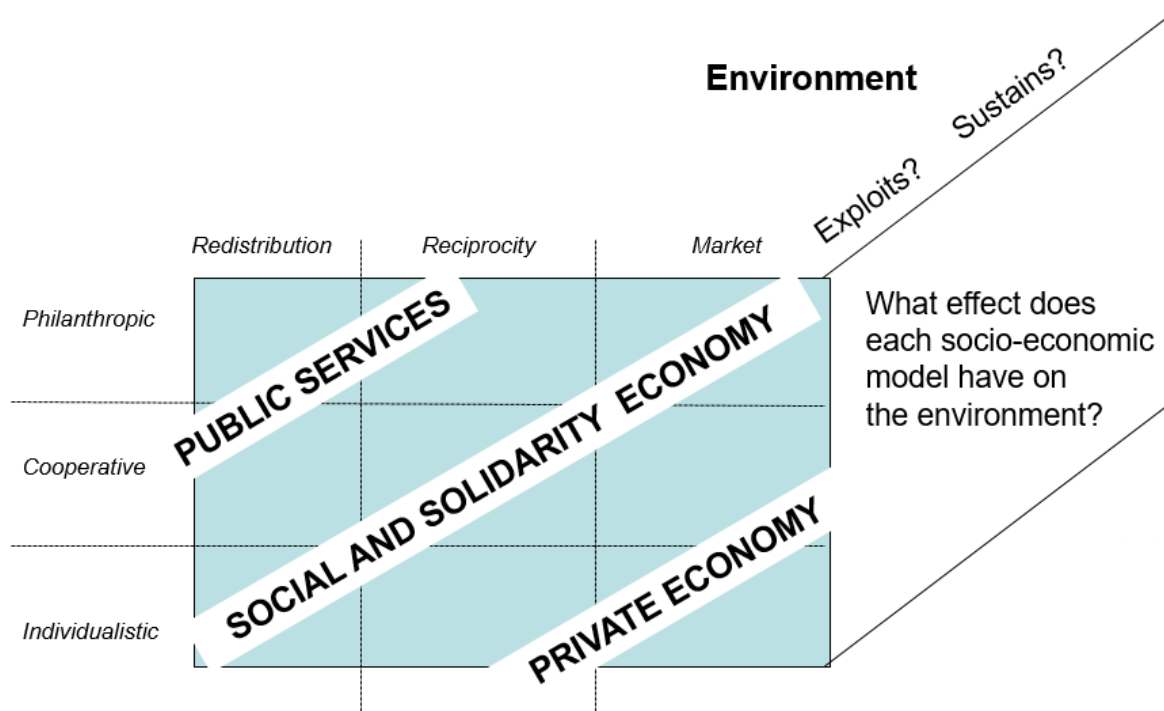 Environment
Sustains?
Exploits?
Redistribution
Reciprocity
Market
Philanthropic
Cooperative
Individualistic
PUBLIC SERVICES
SOCIAL AND SOLIDARITY ECONOMY
PRIVATE ECONOMY
What effect does
each socio-economic
model have on
the environment?